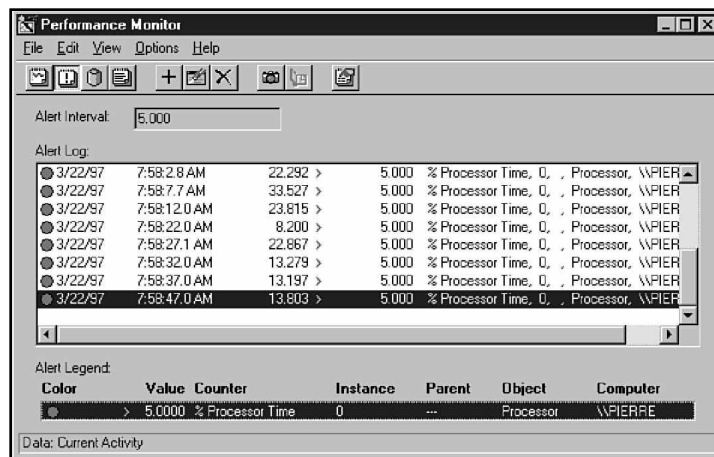 Performance Monitor
File Edit View Options Help
Alert Interval: 5.000
Alert Log:
3/22/97 7:58:2.8 AM 22.292 > 5.000 % Processor Time, 0, , Processor, \\PIER
3/22/97 7:58:7.7 AM 33.527 > 5.000 % Processor Time, 0, , Processor, \\PIER
3/22/97 7:58:12.0 AM 23.815 > 5.000 % Processor Time, 0, , Processor, \\PIER
3/22/97 7:58:22.0 AM 8.200 > 5.000 % Processor Time, 0, , Processor, \\PIER
3/22/97 7:58:27.1 AM 22.867 > 5.000 % Processor Time, 0, , Processor, \\PIER
3/22/97 7:58:32.0 AM 13.279 > 5.000 % Processor Time, 0, , Processor, \\PIER
3/22/97 7:58:37.0 AM 13.197 > 5.000 % Processor Time, 0, , Processor, \\PIER
3/22/97 7:58:47.0 AM 13.803 > 5.000 % Processor Time, 0, , Processor, \\PIER
Alert Legend:
Color Value Counter Instance Parent Object Computer
> 5.0000 % Processor Time 0 --- Processor \\PIERRE
Data: Current Activity